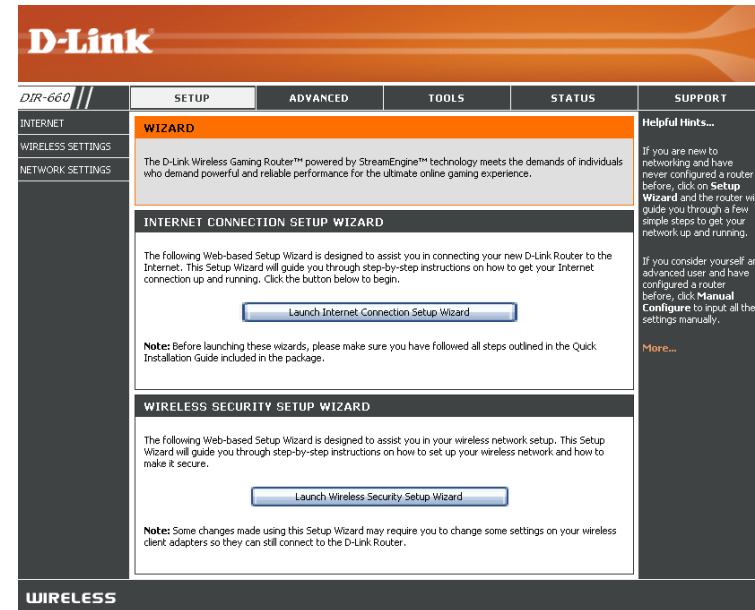 D-Link
DIR-660
SETUP
ADVANCED
TOOLS
STATUS
SUPPORT
INTERNET
WIRELESS SETTINGS
NETWORK SETTINGS
WIZARD
The D-Link Wireless Gaming Router™ powered by StreamEngine™ technology meets the demands of individuals
who demand powerful and reliable performance for the ultimate online gaming experience.
INTERNET CONNECTION SETUP WIZARD
The following Web-based Setup Wizard is designed to assist you in connecting your new D-Link Router to the
Internet. This Setup Wizard will guide you through step-by-step instructions on how to get your Internet
connection up and running. Click the button below to begin.
Launch Internet Connection Setup Wizard
Note: Before launching these wizards, please make sure you have followed all steps outlined in the Quick
Installation Guide included in the package.
WIRELESS SECURITY SETUP WIZARD
The following Web-based Setup Wizard is designed to assist you in your wireless network setup. This Setup
Wizard will guide you through step-by-step instructions on how to set up your wireless network and how to
make it secure.
Launch Wireless Security Setup Wizard
Note: Some changes made using this Setup Wizard may require you to change some settings on your wireless
client adapters so they can still connect to the D-Link Router.
Helpful Hints...
If you are new to
networking and have
never configured a router
before, click on Setup
Wizard and the router wi
guide you through a few
simple steps to get your
network up and running.
If you consider yourself an
advanced user and have
configured a router
before, click Manual
Configure to input all the
settings manually.
More...
WIRELESS